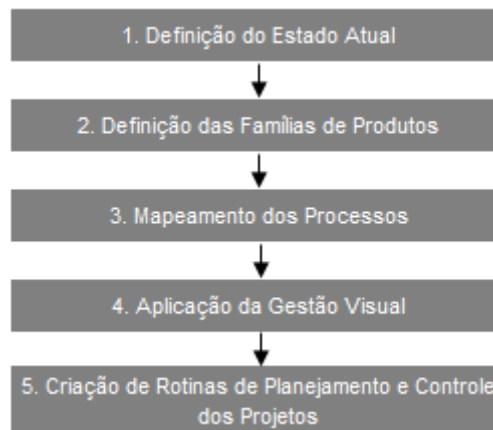 1. Definição do Estado Atual
2. Definição das Famílias de Produtos
3. Mapeamento dos Processos
4. Aplicação da Gestão Visual
5. Criação de Rotinas de Planejamento e Controle
dos Projetos